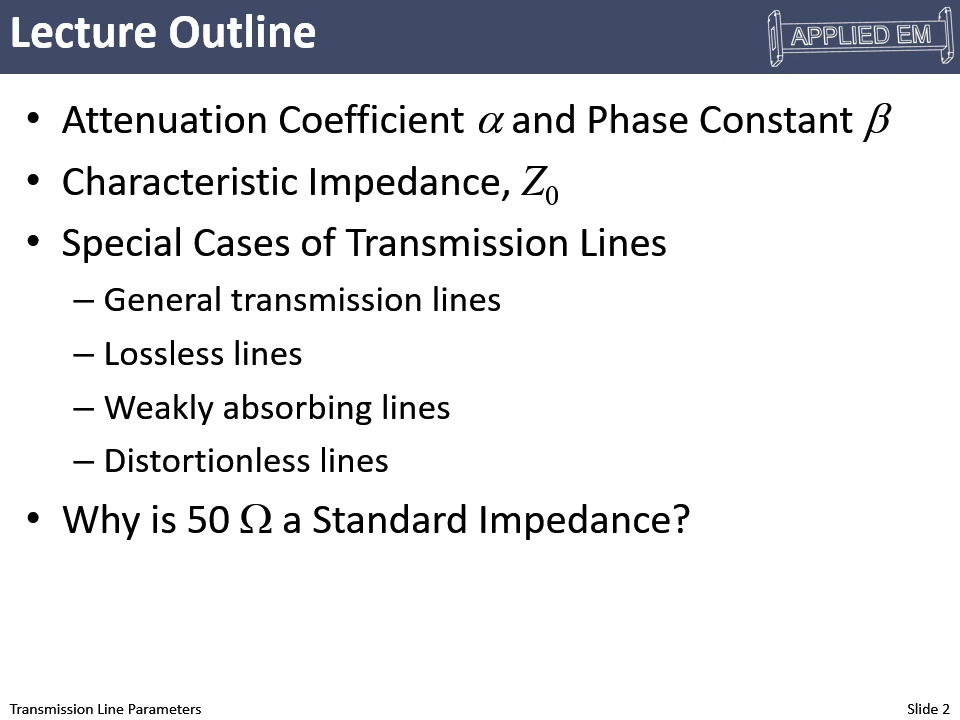 Lecture Outline
APPLIED EM
• Attenuation Coefficient α and Phase Constant β
• Characteristic Impedance, Z₀
• Special Cases of Transmission Lines
– General transmission lines
– Lossless lines
– Weakly absorbing lines
– Distortionless lines
• Why is 50 Ω a Standard Impedance?
Transmission Line Parameters
Slide 2